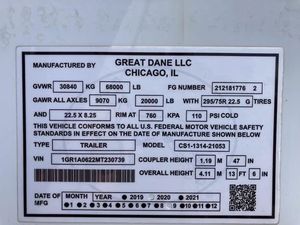 MANUFACTURED BY GREAT DANE LLC
CHICAGO, IL
GVWR 30840 KG 68000 LB FG NUMBER 212181776 2
GAWR ALL AXLES 9070 KG 20000 LB WITH 295/75R 22.5 G TIRES
AND 22.5 X 8.25 RIM AT 760 KPA 110 PSI COLD
THIS VEHICLE CONFORMS TO ALL U.S. FEDERAL MOTOR VEHICLE SAFETY
STANDARDS IN EFFECT ON THE DATE OF MANUFACTURE SHOWN BELOW.
TYPE TRAILER MODEL CS1-1314-21053
VIN 1GR1A0622MT230739 COUPLER HEIGHT 1.19 M 47 IN
OVERALL HEIGHT 4.11 M 13 FT 6 IN
DATE OF MFG MONTH YEAR 2019 2020 2021
1 2 3 4 5 6 7 8 9 10 11 12